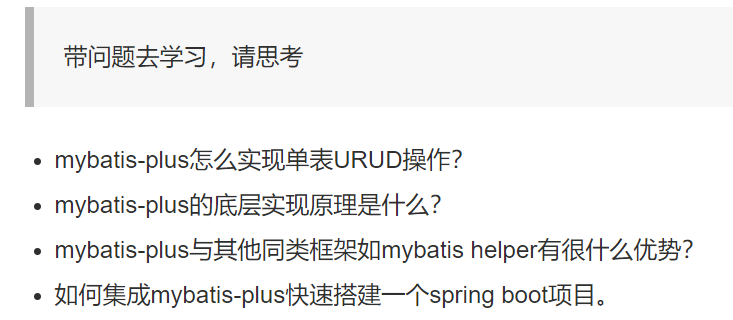 带问题去学习，请思考
mybatis-plus怎么实现单表URUD操作？
mybatis-plus的底层实现原理是什么？
mybatis-plus与其他同类框架如mybatis helper有很什么优势？
如何集成mybatis-plus快速搭建一个spring boot项目。